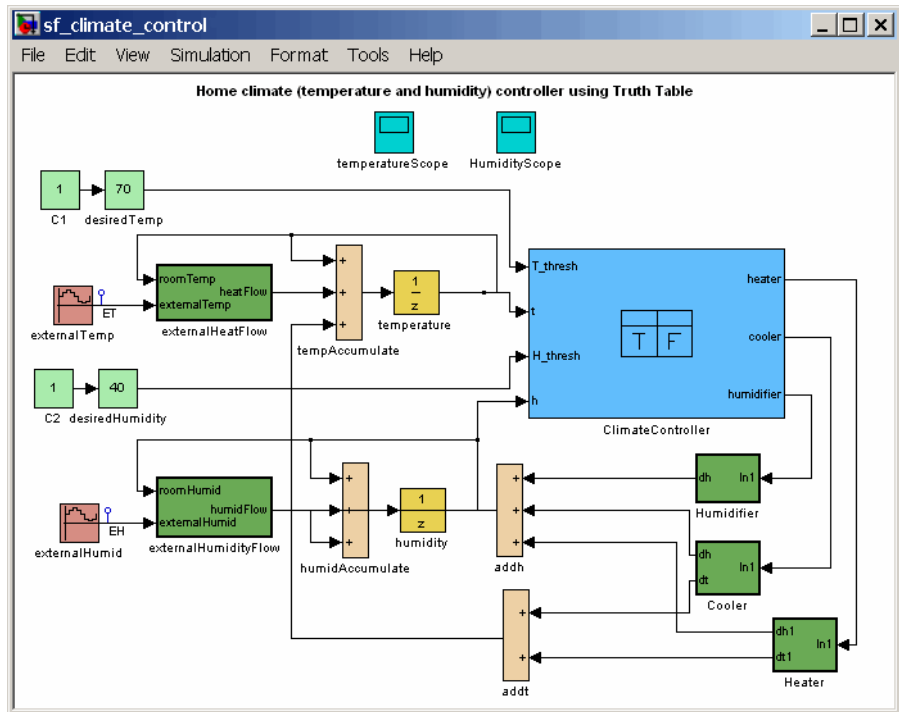 sf_climate_control
File Edit View Simulation Format Tools Help
Home climate (temperature and humidity) controller using Truth Table
temperatureScope
HumidityScope
1
C1
70
desiredTemp
externalTemp
ET
roomTemp
heatFlow
externalTemp
externalHeatFlow
+
+
+
tempAccumulate
1
z
temperature
T_thresh
t
H_thresh
h
T F
heater
cooler
humidifier
ClimateController
1
C2
40
desiredHumidity
externalHumid
EH
roomHumid
humidFlow
externalHumid
externalHumidityFlow
+
+
+
humidAccumulate
1
z
humidity
+
+
+
addh
dh In1
Humidifier
dh
In1
dt
Cooler
+
+
addt
dh1
In1
dt1
Heater